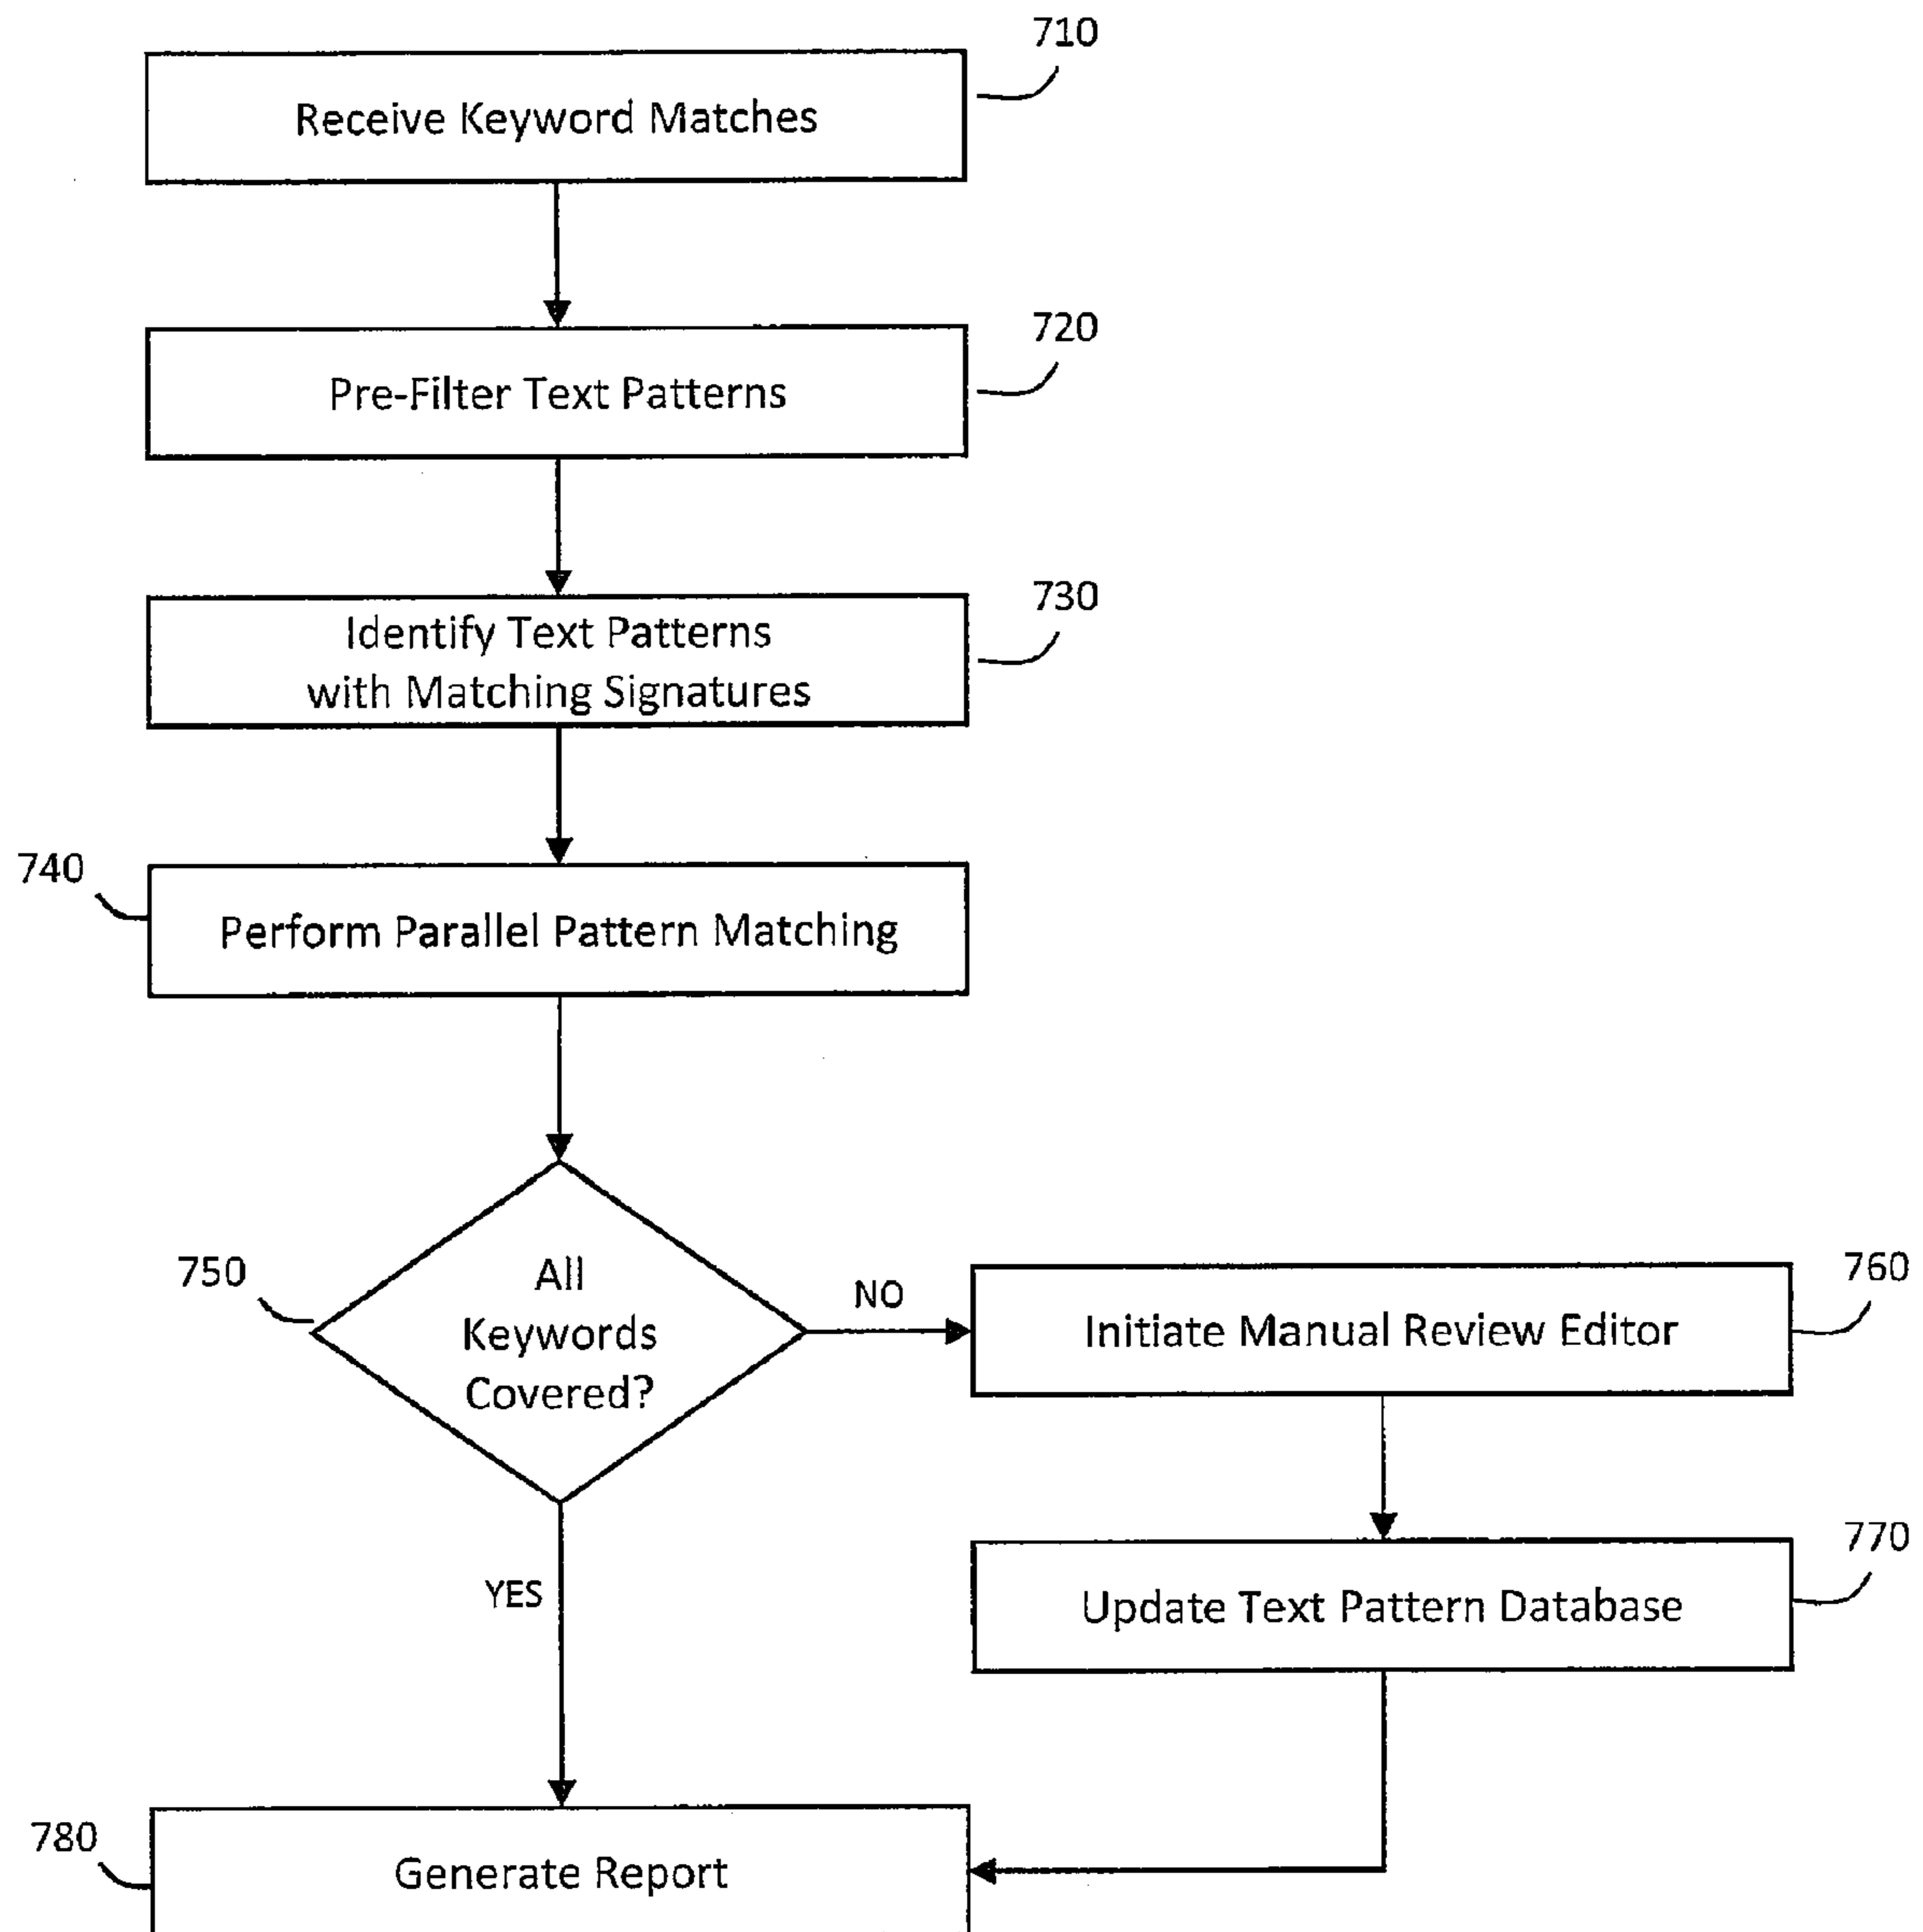 710
Receive Keyword Matches
720
Pre-Filter Text Patterns
730
Identify Text Patterns
with Matching Signatures
740
Perform Parallel Pattern Matching
750
All
Keywords
Covered?
NO
760
Initiate Manual Review Editor
YES
770
Update Text Pattern Database
780
Generate Report